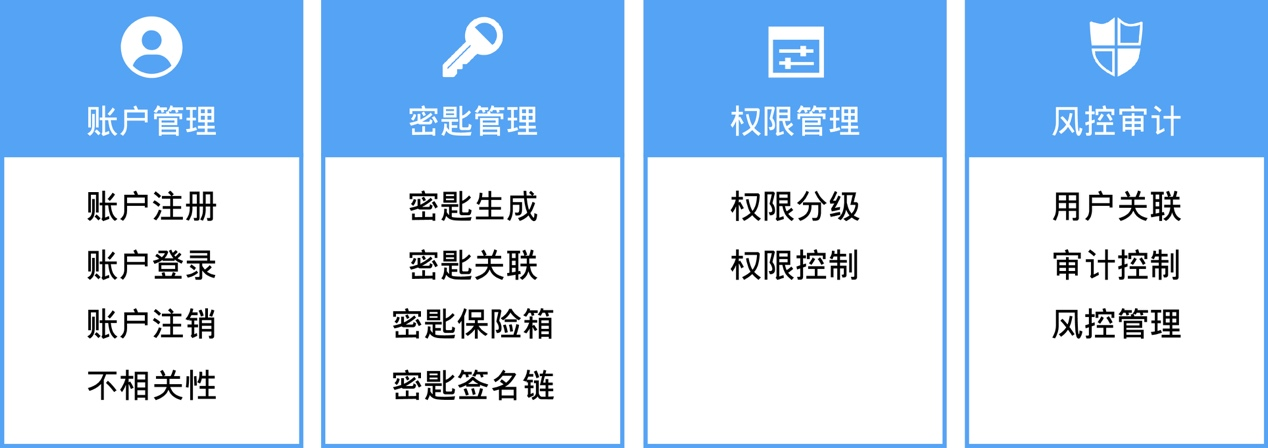 账户管理
账户注册
账户登录
账户注销
不相关性
密匙管理
密匙生成
密匙关联
密匙保险箱
密匙签名链
权限管理
权限分级
权限控制
风控审计
用户关联
审计控制
风控管理